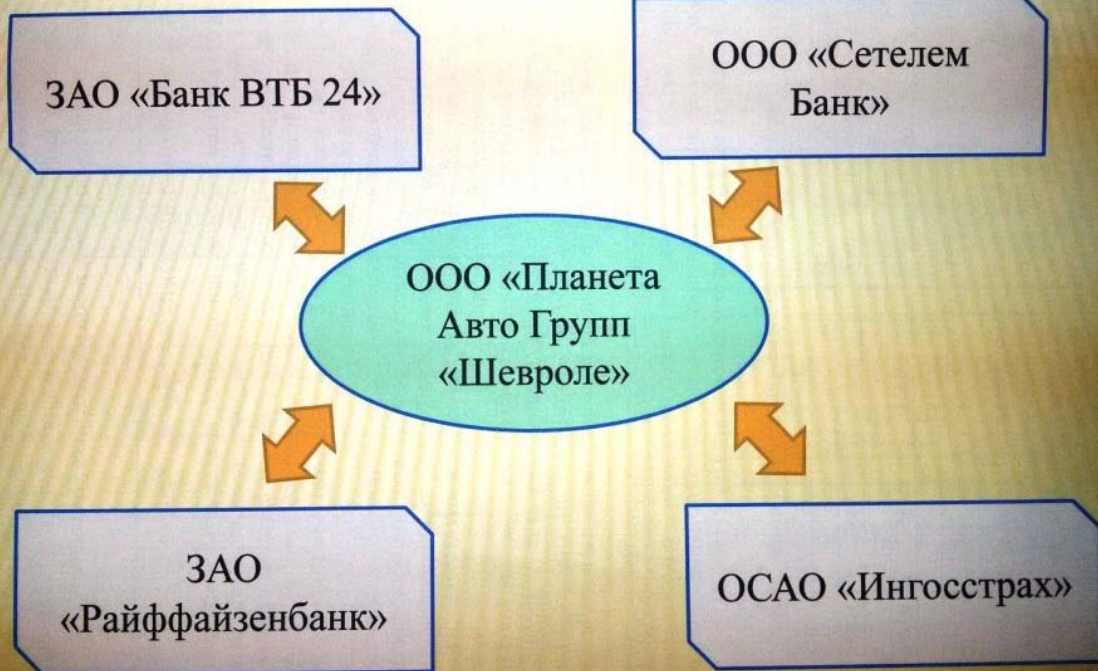 ЗАО «Банк ВТБ 24»
ООО «Сетелем
Банк»
ООО «Планета
Авто Групп
«Шевроле»
ЗАО
«Райффайзенбанк»
ОСАО «Ингосстрах»